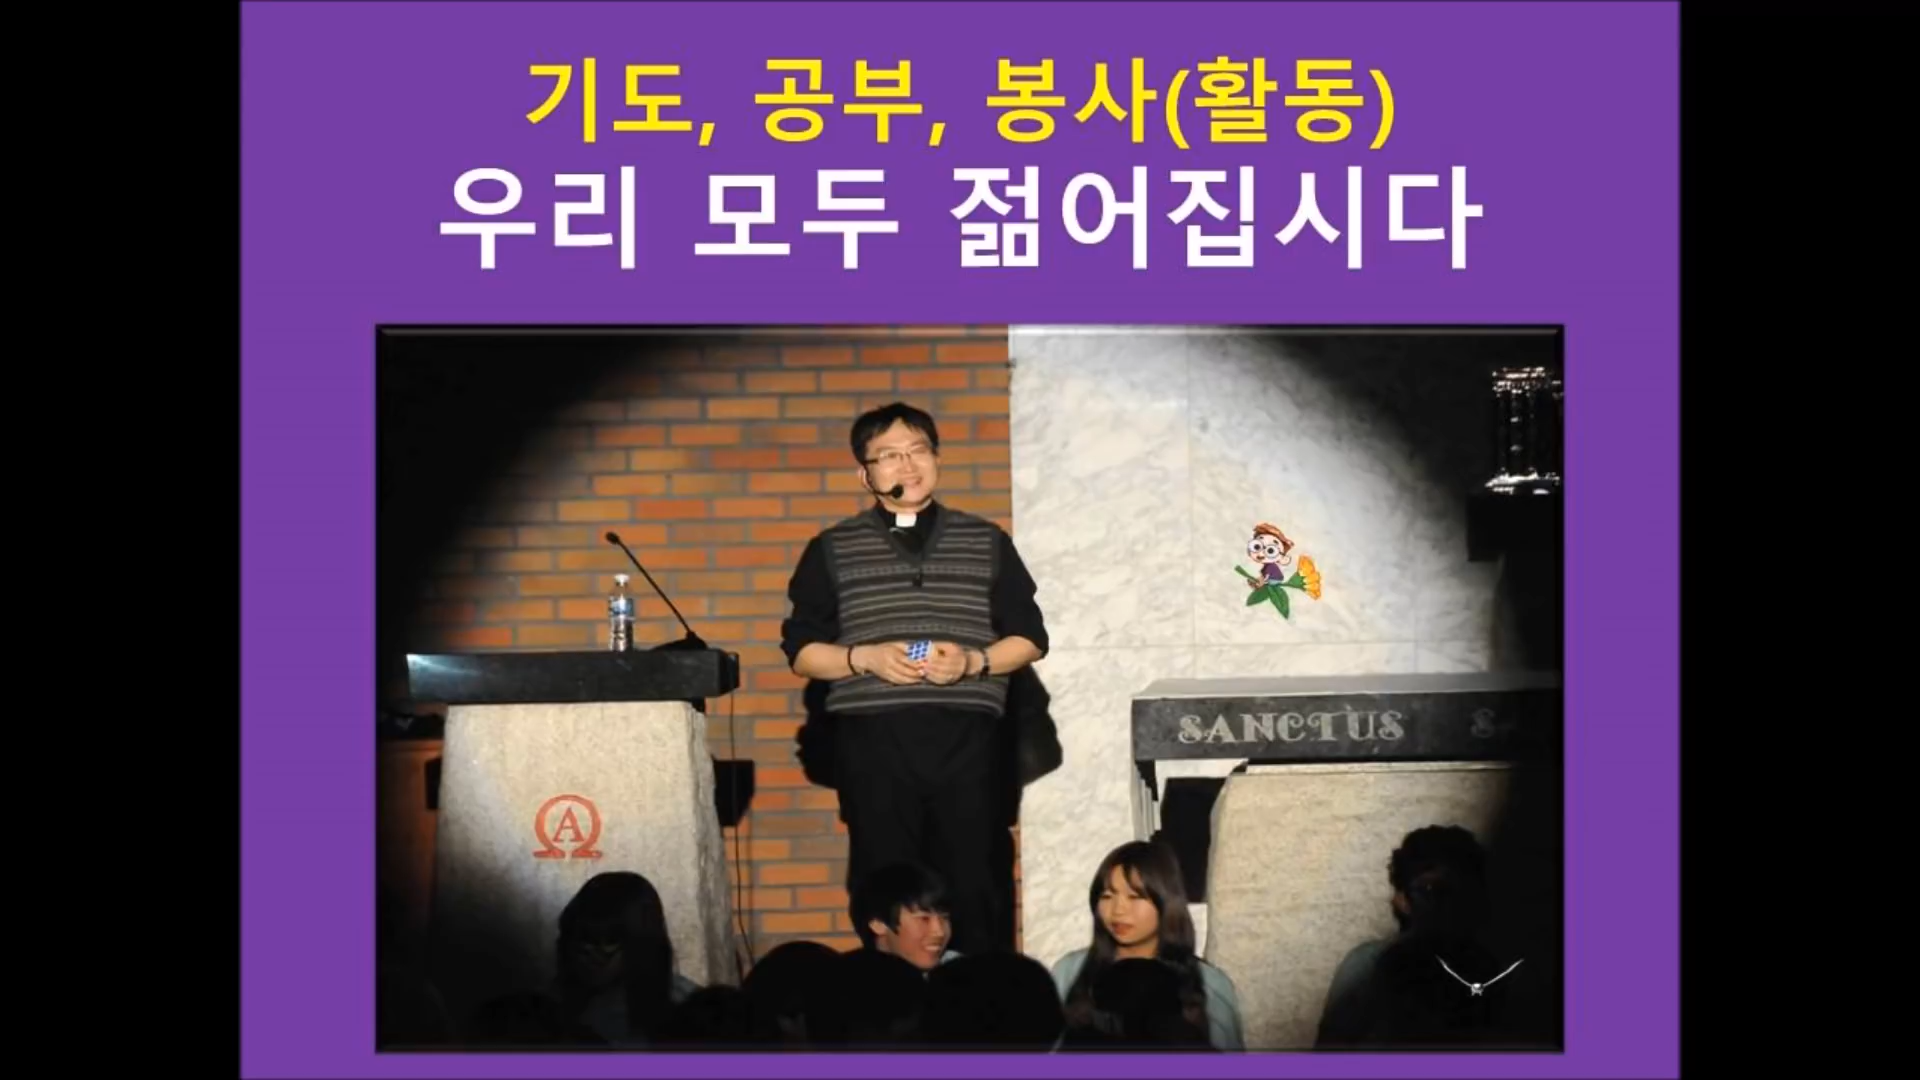 기도, 공부, 봉사(활동)
우리 모두 젊어집시다
SANCTUS
A
Ω